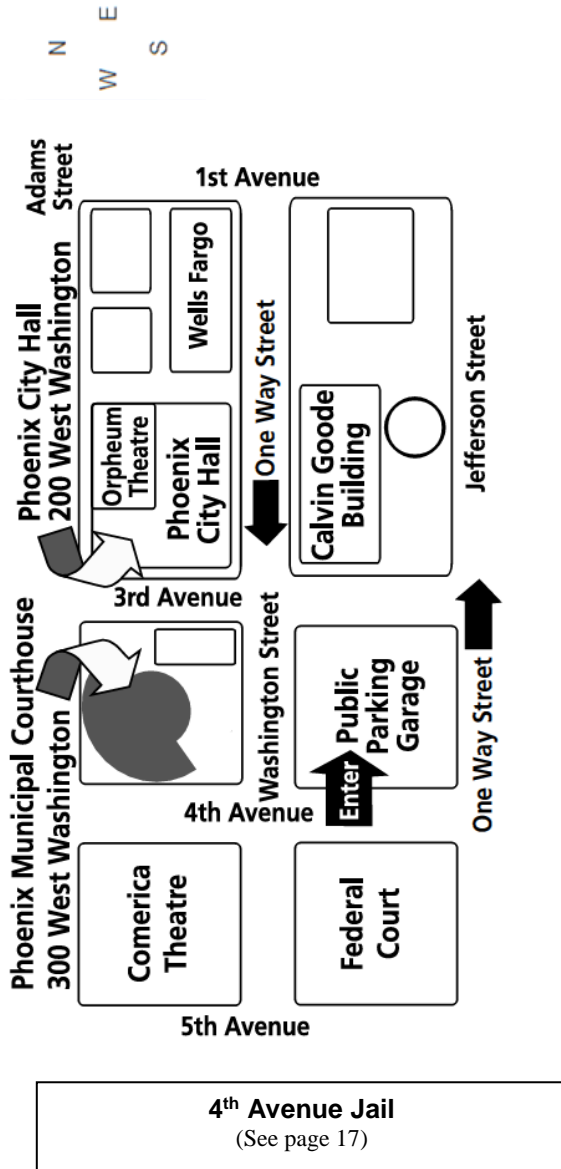 N
E
W
S
Adams
Street
Phoenix City Hall
200 West Washington
Phoenix Municipal Courthouse
300 West Washington
1st Avenue
Wells Fargo
Orpheum
Theatre
Phoenix
City Hall
3rd Avenue
One Way Street
Washington Street
Calvin Goode
Building
Jefferson Street
4th Avenue
Enter
Public
Parking
Garage
One Way Street
Comerica
Theatre
Federal
Court
5th Avenue
4th Avenue Jail
(See page 17)